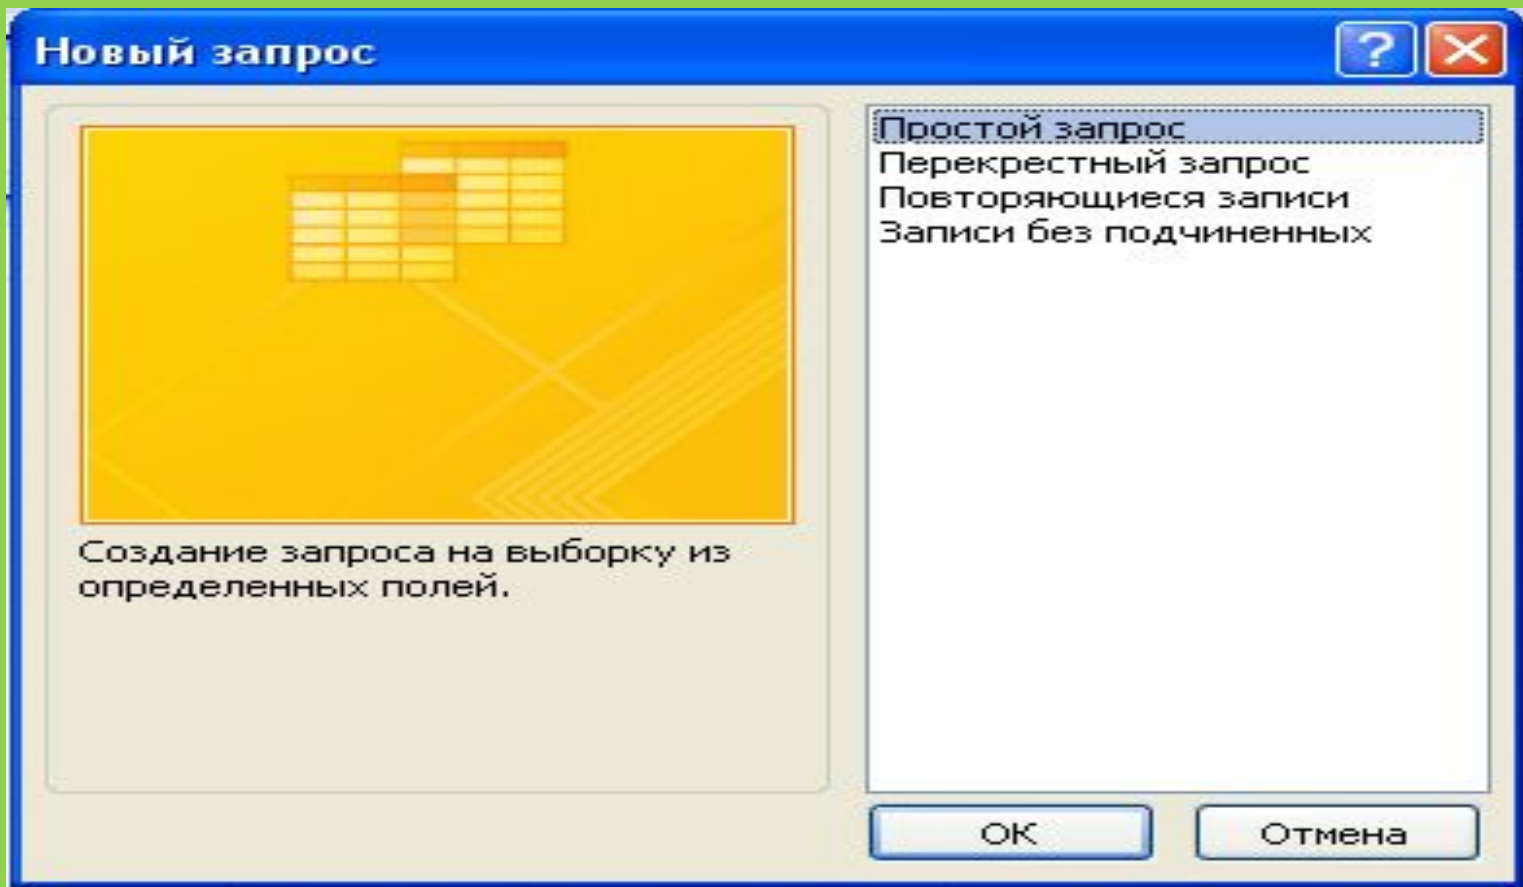 Новый запрос
Простой запрос
Перекрестный запрос
Повторяющиеся записи
Записи без подчиненных
Создание запроса на выборку из
определенных полей.
ОК
Отмена